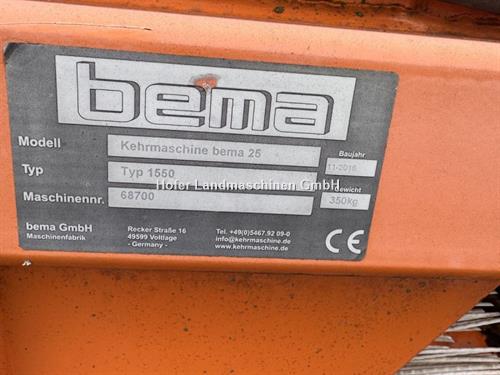 bema
Modell Kehrmaschine bema 25 Baujahr
Typ Typ 1550 11-2016
Hofer Landmaschinen GmbH
Maschinennr. 68700 Gewicht 350Kg
bema GmbH Recker Straße 16 Tel. +49(0)5467.92 09-0
Maschinenfabrik 49599 Voltlage info@kehrmaschine.de
- Germany - www.kehrmaschine.de
CE